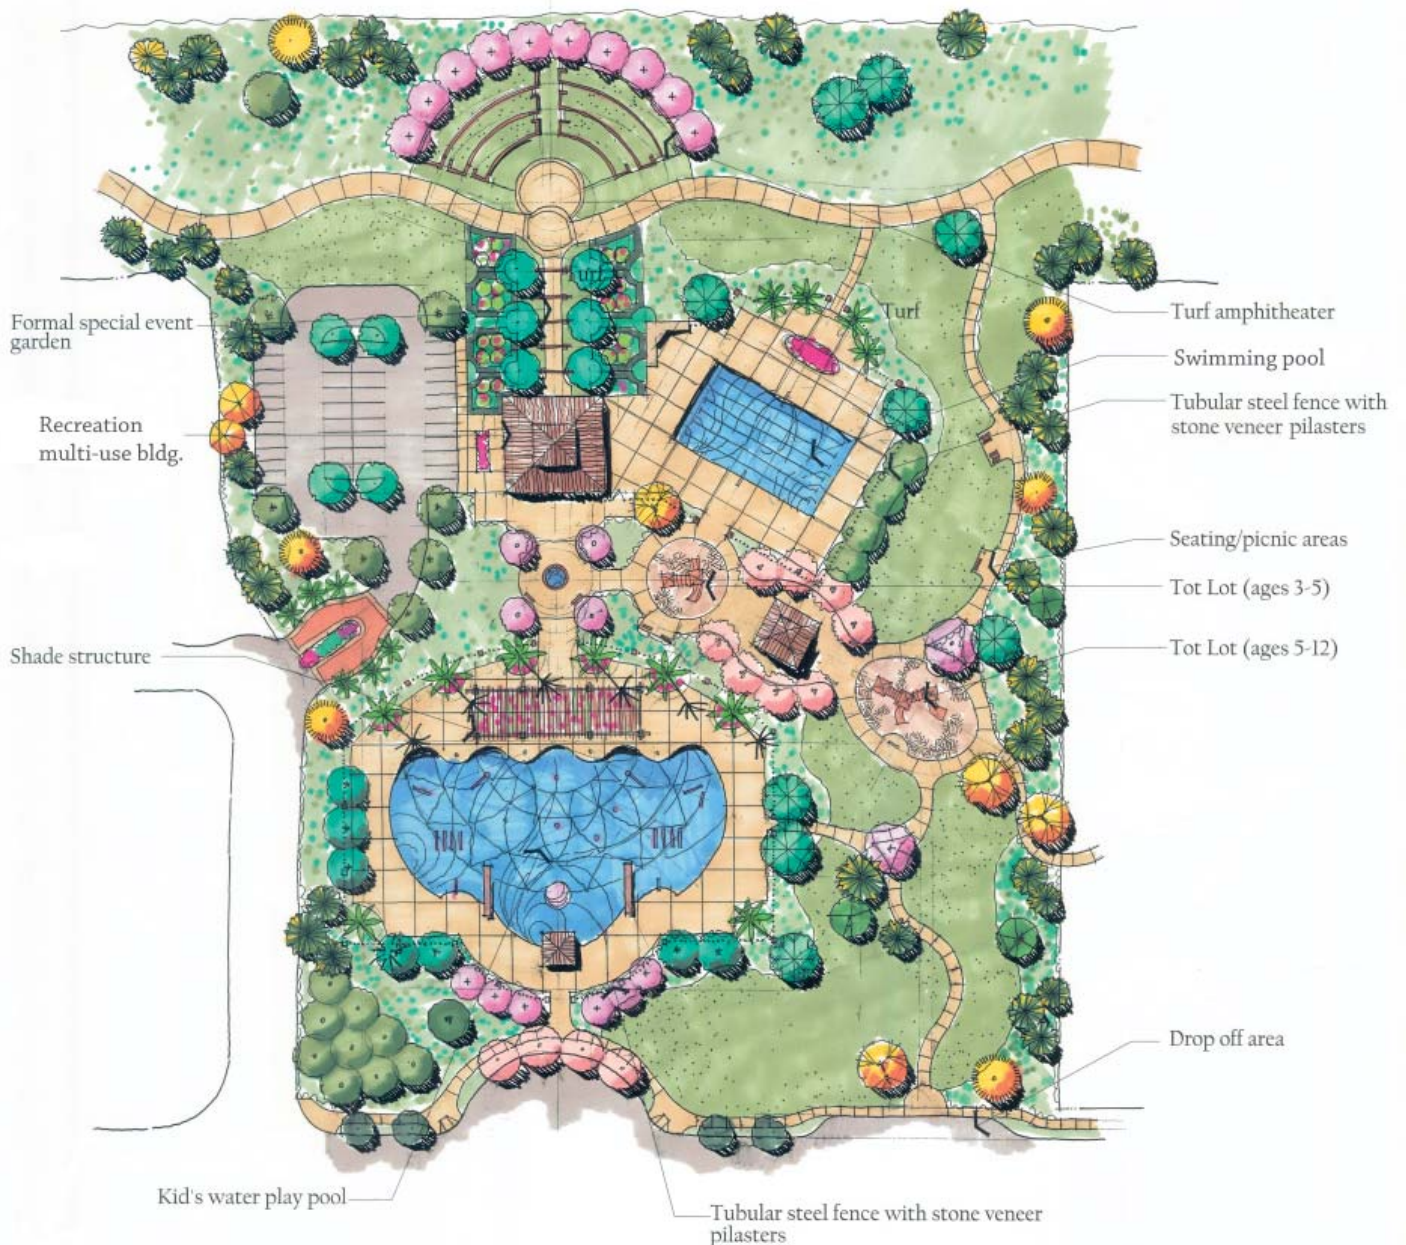 Turf
Turf
Formal special event
garden
Turf amphitheater
Swimming pool
Recreation
multi-use bldg.
Tubular steel fence with
stone veneer pilasters
Seating/picnic areas
Tot Lot (ages 3-5)
Shade structure
Tot Lot (ages 5-12)
Drop off area
Kid's water play pool
Tubular steel fence with stone veneer
pilasters